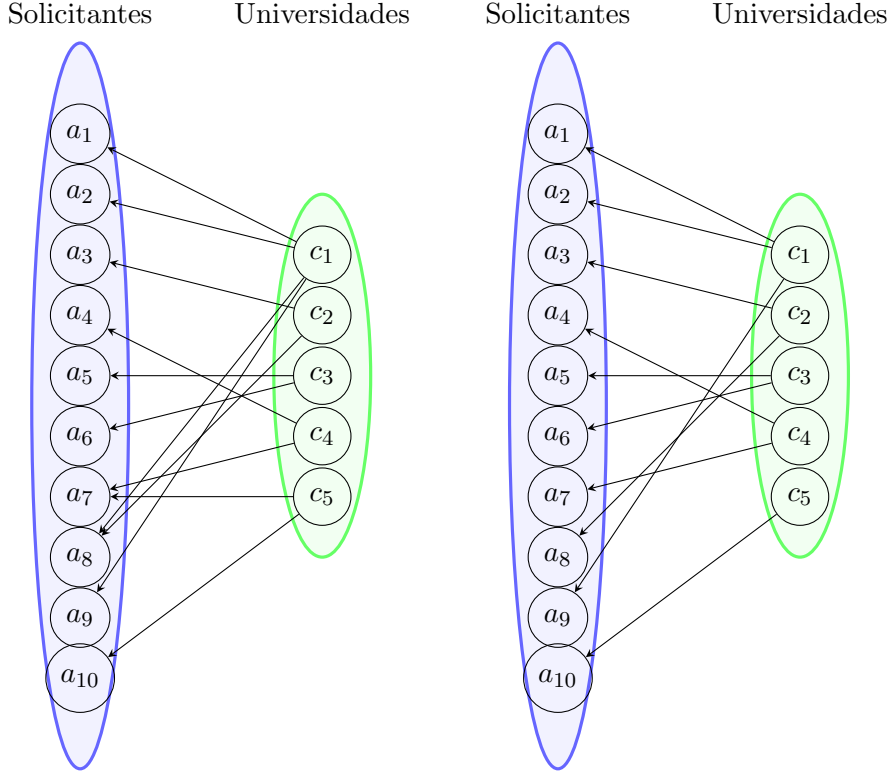 Solicitantes Universidades
a1
a2
a3
a4
a5
a6
a7
a8
a9
a10
c1
c2
c3
c4
c5
Solicitantes Universidades
a1
a2
a3
a4
a5
a6
a7
a8
a9
a10
c1
c2
c3
c4
c5